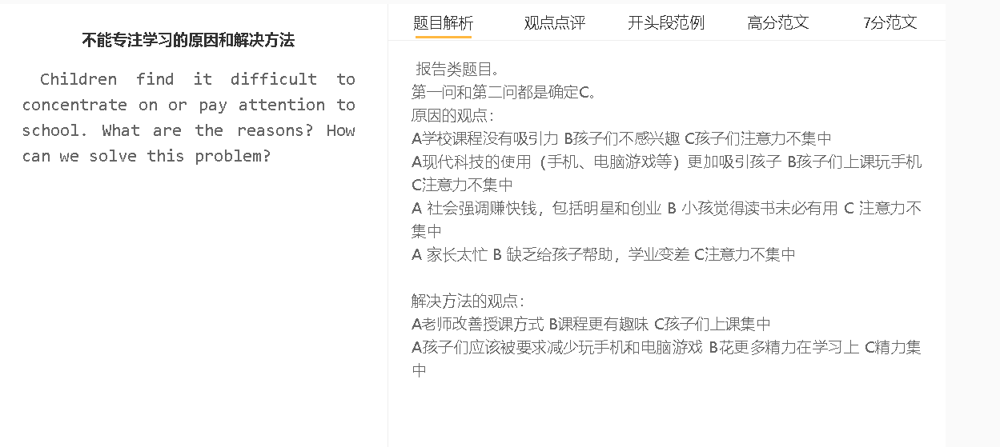 不能专注学习的原因和解决方法
Children find it difficult to
concentrate on or pay attention to
school. What are the reasons? How
can we solve this problem?
题目解析 观点点评 开头段范例 高分范文 7分范文
报告类题目。
第一问和第二问都是确定C。
原因的观点：
A学校课程没有吸引力 B孩子们不感兴趣 C孩子们注意力不集中
A现代科技的使用（手机、电脑游戏等）更加吸引孩子 B孩子们上课玩手机
C注意力不集中
A 社会强调赚快钱，包括明星和创业 B 小孩觉得读书未必有用 C 注意力不
集中
A 家长太忙 B 缺乏给孩子帮助，学业变差 C注意力不集中
解决方法的观点：
A老师改善授课方式 B课程更有趣味 C孩子们上课集中
A孩子们应该被要求减少玩手机和电脑游戏 B花更多精力在学习上 C精力集
中